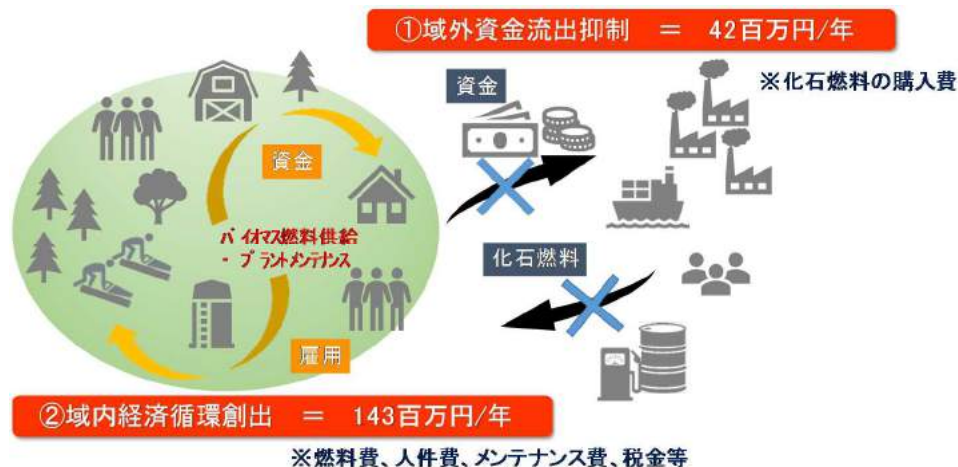 ①域外資金流出抑制 = 42百万円/年
資金
※化石燃料の購入費
資金
バイオマス燃料供給
・プラントメンテナンス
化石燃料
雇用
②域内経済循環創出 = 143百万円/年
※燃料費、人件費、メンテナンス費、税金等